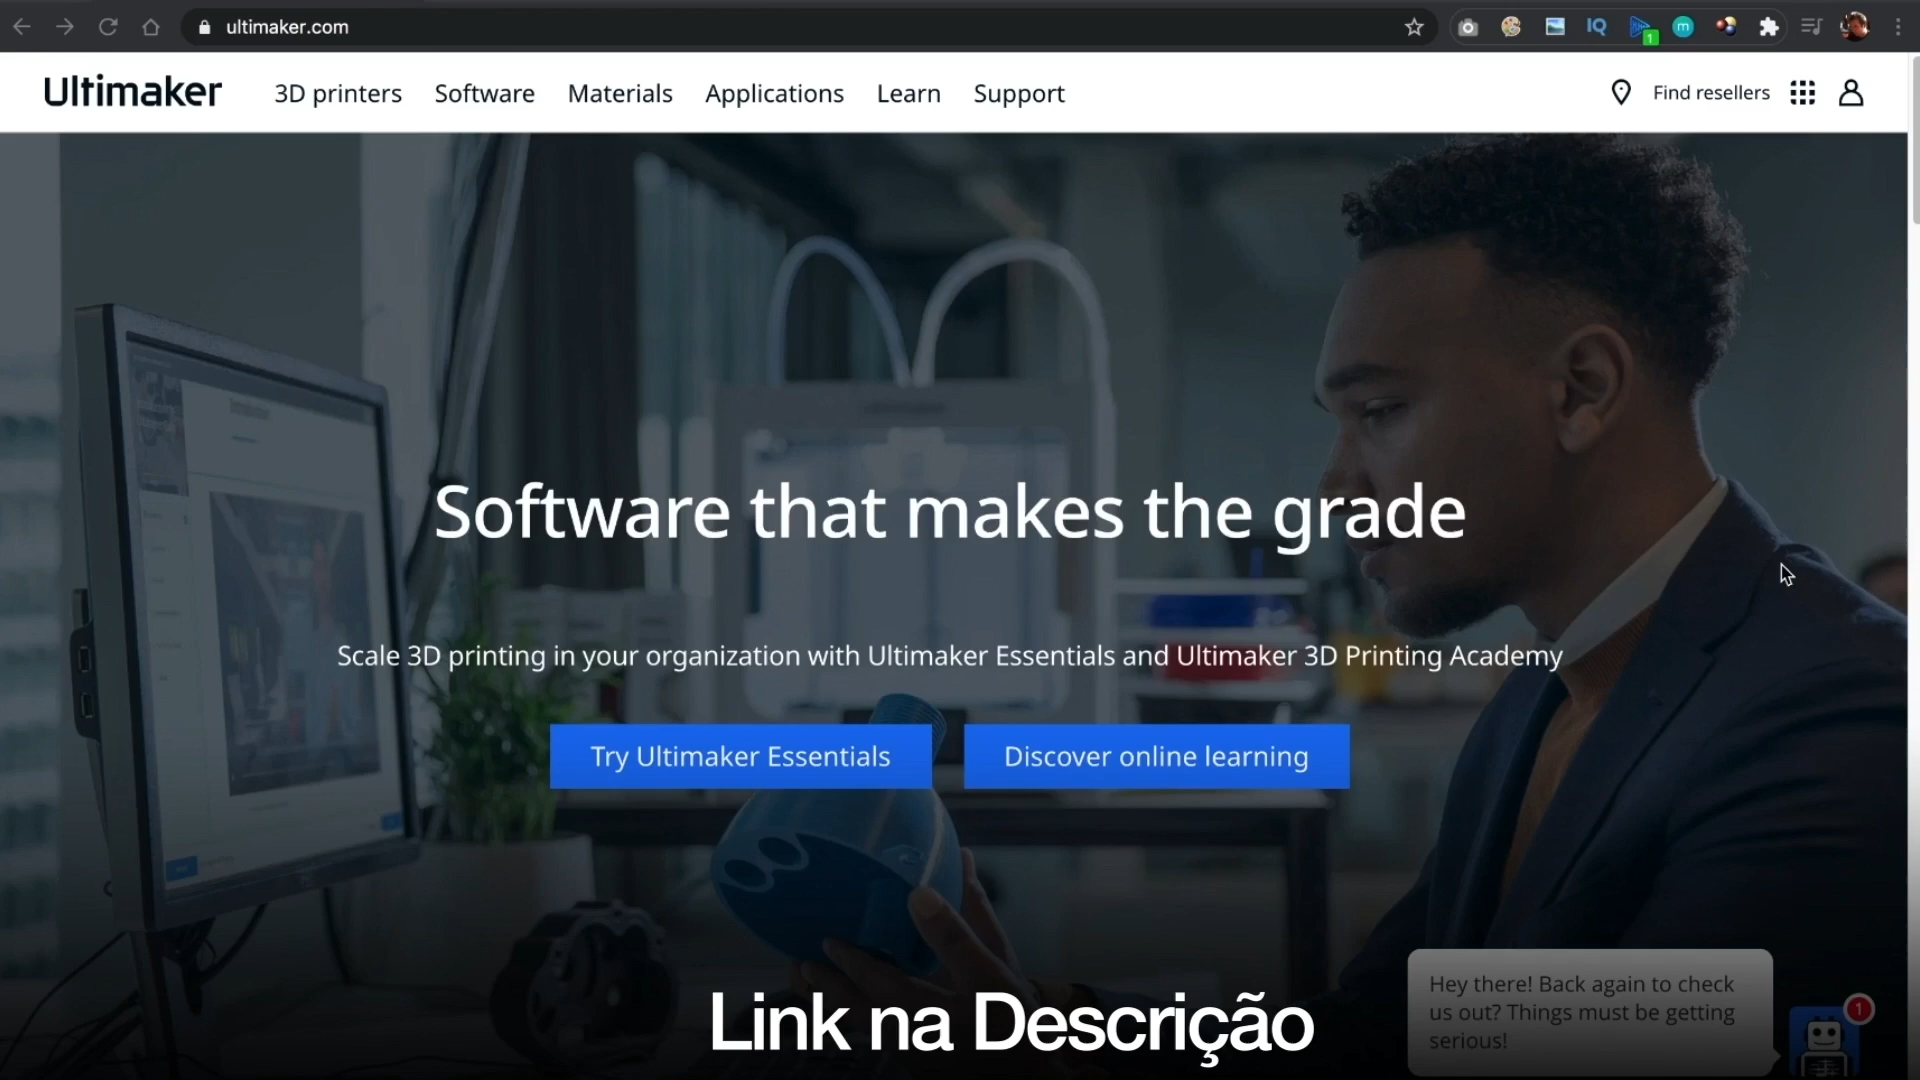 ultimaker.com
IQ
1
m
Ultimaker
3D printers
Software
Materials
Applications
Learn
Support
Find resellers
Software that makes the grade
Scale 3D printing in your organization with Ultimaker Essentials and Ultimaker 3D Printing Academy
Try Ultimaker Essentials
Discover online learning
Hey there! Back again to check
us out? Things must be getting
serious!
1
Link na Descrição